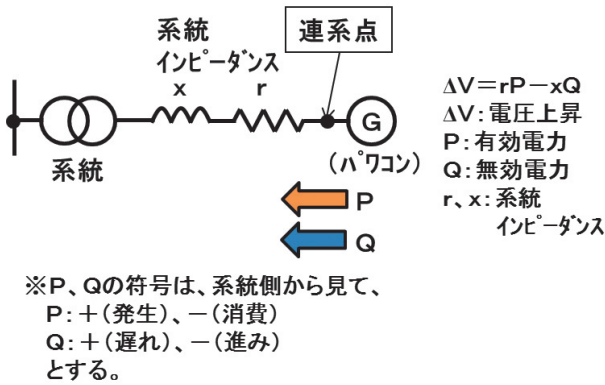 系統
インピーダンス
x r
連系点
G
(パワコン)
系統
P
Q
ΔV=rP-xQ
ΔV:電圧上昇
P:有効電力
Q:無効電力
r、x:系統
インピーダンス
※P、Qの符号は、系統側から見て、
P:+(発生)、-(消費)
Q:+(遅れ)、-(進み)
とする。